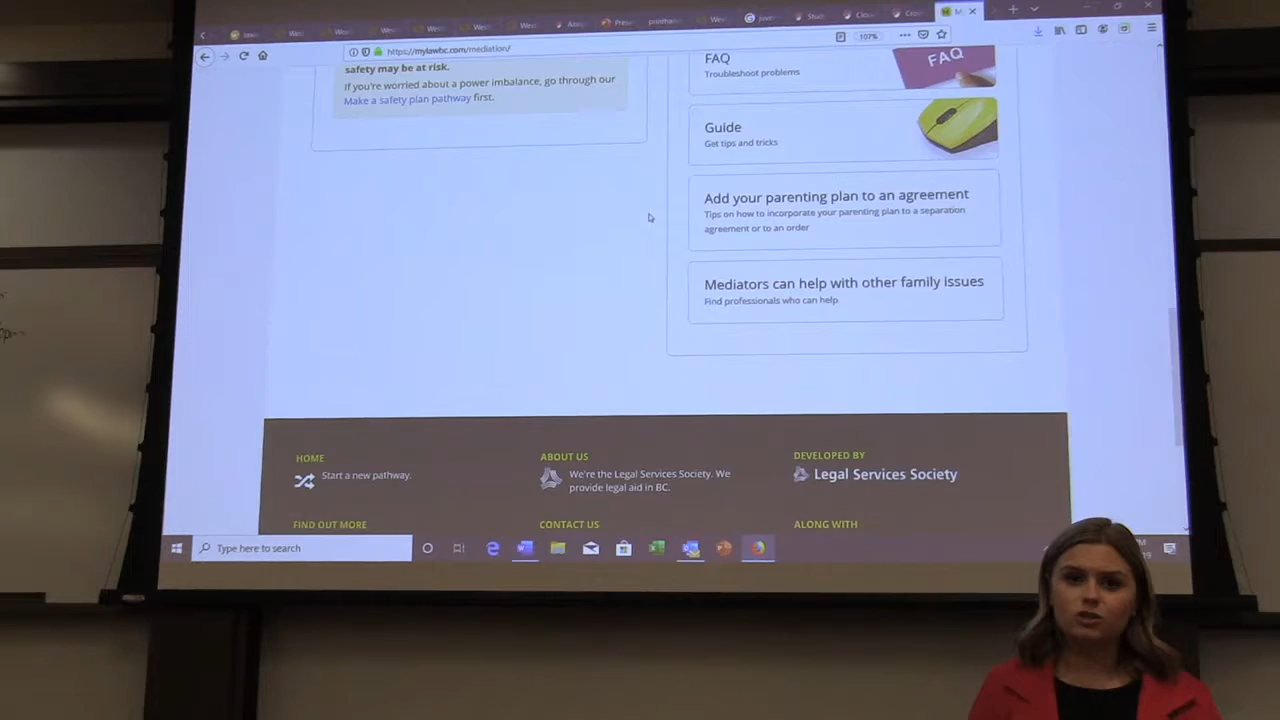 https://mylawbc.com/mediation/
107%
safety may be at risk.
If you're worried about a power imbalance, go through our
Make a safety plan pathway first.
FAQ
Troubleshoot problems
FAQ
Guide
Get tips and tricks
Add your parenting plan to an agreement
Tips on how to incorporate your parenting plan to a separation
agreement or to an order
Mediators can help with other family issues
Find professionals who can help
HOME
Start a new pathway.
ABOUT US
We're the Legal Services Society. We
provide legal aid in BC.
DEVELOPED BY
Legal Services Society
FIND OUT MORE
CONTACT US
ALONG WITH
Type here to search